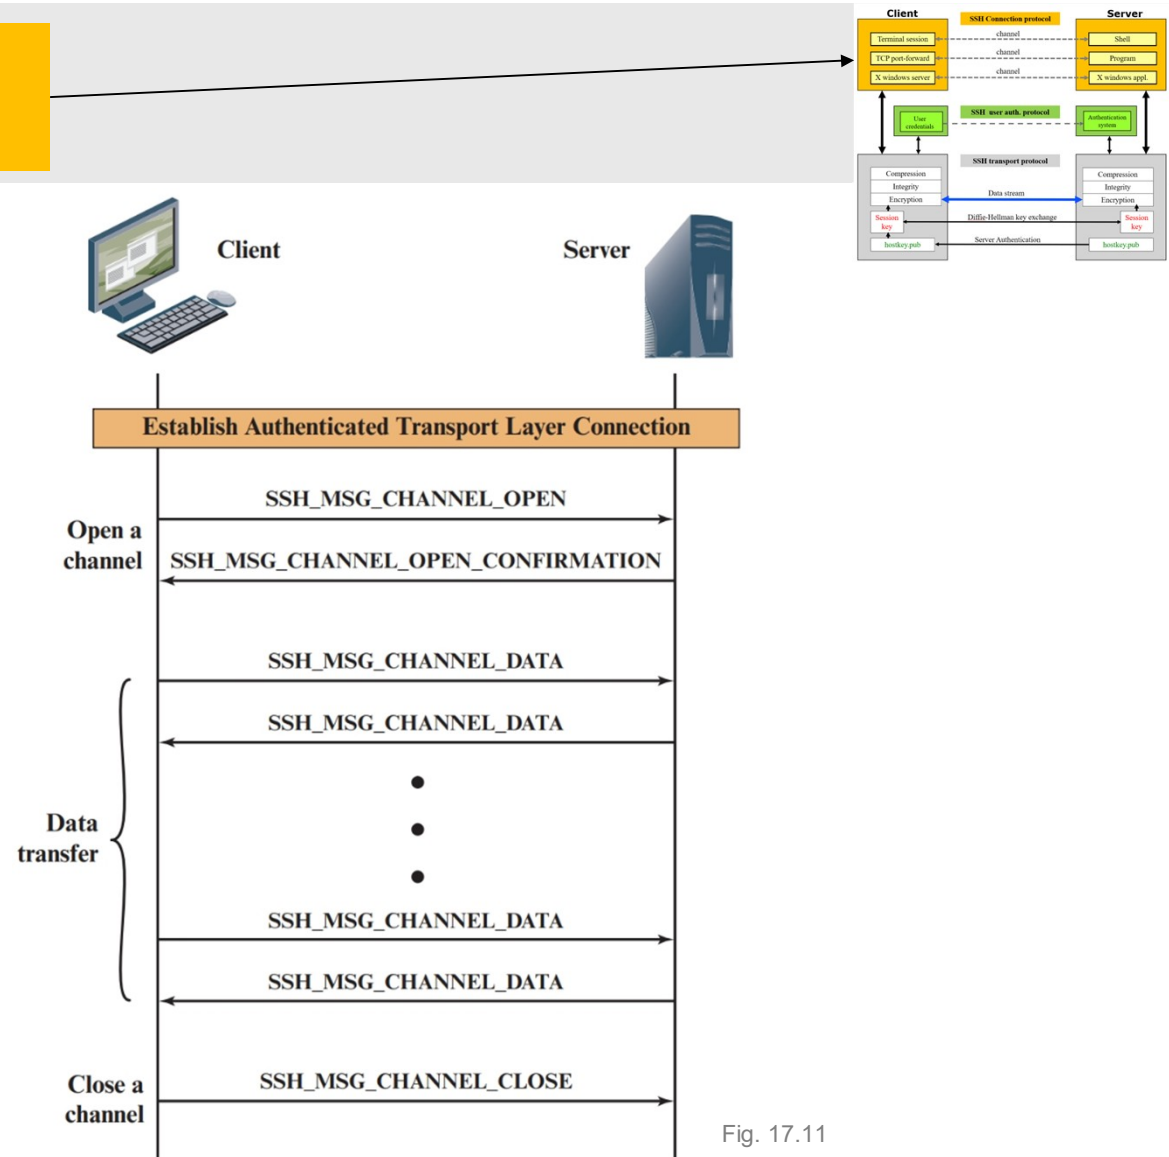 Client
Server
SSH Connection protocol
Terminal session
channel
Shell
TCP port-forward
channel
Program
X windows server
channel
X windows appl.
SSH user auth. protocol
User
credentials
Authentication
system
SSH transport protocol
Compression
Integrity
Encryption
Data stream
Compression
Integrity
Encryption
Session
key
Diffie-Hellman key exchange
Session
key
hostkey.pub
Server Authentication
hostkey.pub
Client
Server
Establish Authenticated Transport Layer Connection
Open a
channel
SSH_MSG_CHANNEL_OPEN
SSH_MSG_CHANNEL_OPEN_CONFIRMATION
Data
transfer
SSH_MSG_CHANNEL_DATA
SSH_MSG_CHANNEL_DATA
SSH_MSG_CHANNEL_DATA
SSH_MSG_CHANNEL_DATA
Close a
channel
SSH_MSG_CHANNEL_CLOSE
Fig. 17.11